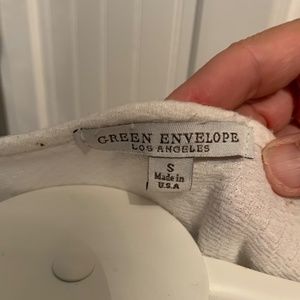 GREEN ENVELOPE
LOS ANGELES
S
Made in
U.S.A